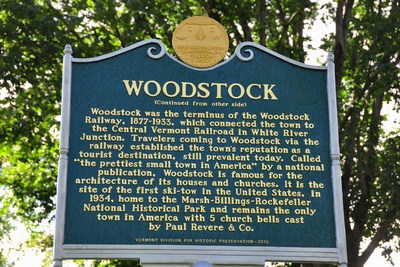 WOODSTOCK
(Continued from other side)
Woodstock was the terminus of the Woodstock
Railway, 1877-1933, which connected the town to
the Central Vermont Railroad in White River
Junction. Travelers coming to Woodstock via the
railway established the town's reputation as a
tourist destination, still prevalent today. Called
"the prettiest small town in America" by a national
publication, Woodstock is famous for the
architecture of its houses and churches. It is the
site of the first ski-tow in the United States, in
1934, home to the Marsh-Billings-Rockefeller
National Historical Park and remains the only
town in America with 5 church bells cast
by Paul Revere & Co.
VERMONT DIVISION FOR HISTORIC PRESERVATION-2010